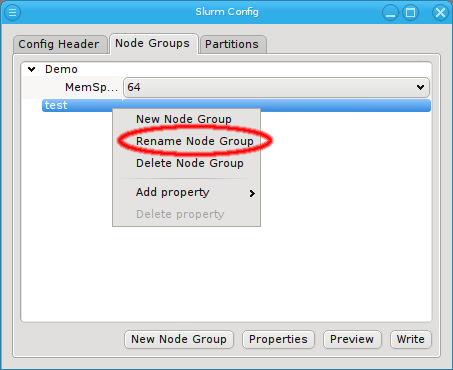 Slurm Config
Config Header Node Groups Partitions
Demo
MemSp... 64
test
New Node Group
Rename Node Group
Delete Node Group
Add property
Delete property
New Node Group Properties Preview Write